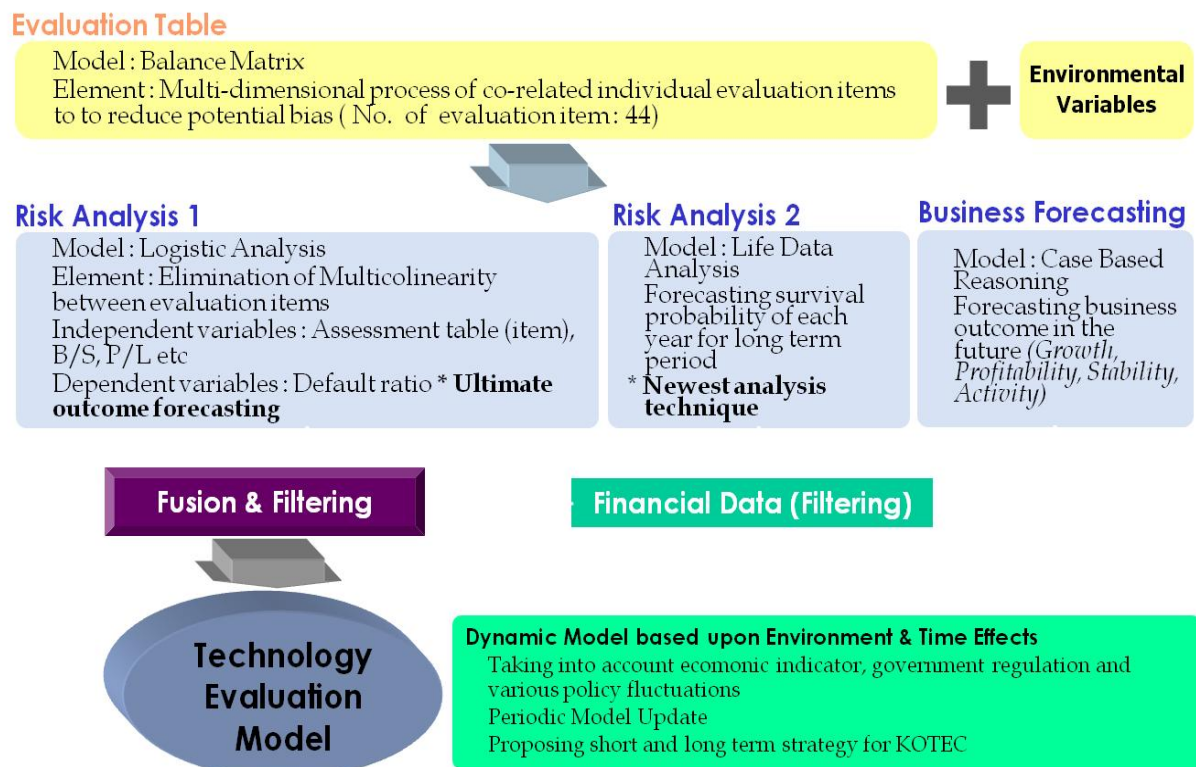 Evaluation Table
Model : Balance Matrix
Element : Multi-dimensional process of co-related individual evaluation items
to to reduce potential bias ( No. of evaluation item : 44)
Environmental
Variables
Risk Analysis 1
Model : Logistic Analysis
Element : Elimination of Multicolinearity
between evaluation items
Independent variables : Assessment table (item),
B/S, P/L etc
Dependent variables : Default ratio * Ultimate
outcome forecasting
Risk Analysis 2
Model : Life Data
Analysis
Forecasting survival
probability of each
year for long term
period
* Newest analysis
technique
Business Forecasting
Model : Case Based
Reasoning
Forecasting business
outcome in the
future (Growth,
Profitability, Stability,
Activity)
Fusion & Filtering
Financial Data (Filtering)
Technology
Evaluation
Model
Dynamic Model based upon Environment & Time Effects
Taking into account ecomonic indicator, government regulation and
various policy fluctuations
Periodic Model Update
Proposing short and long term strategy for KOTEC